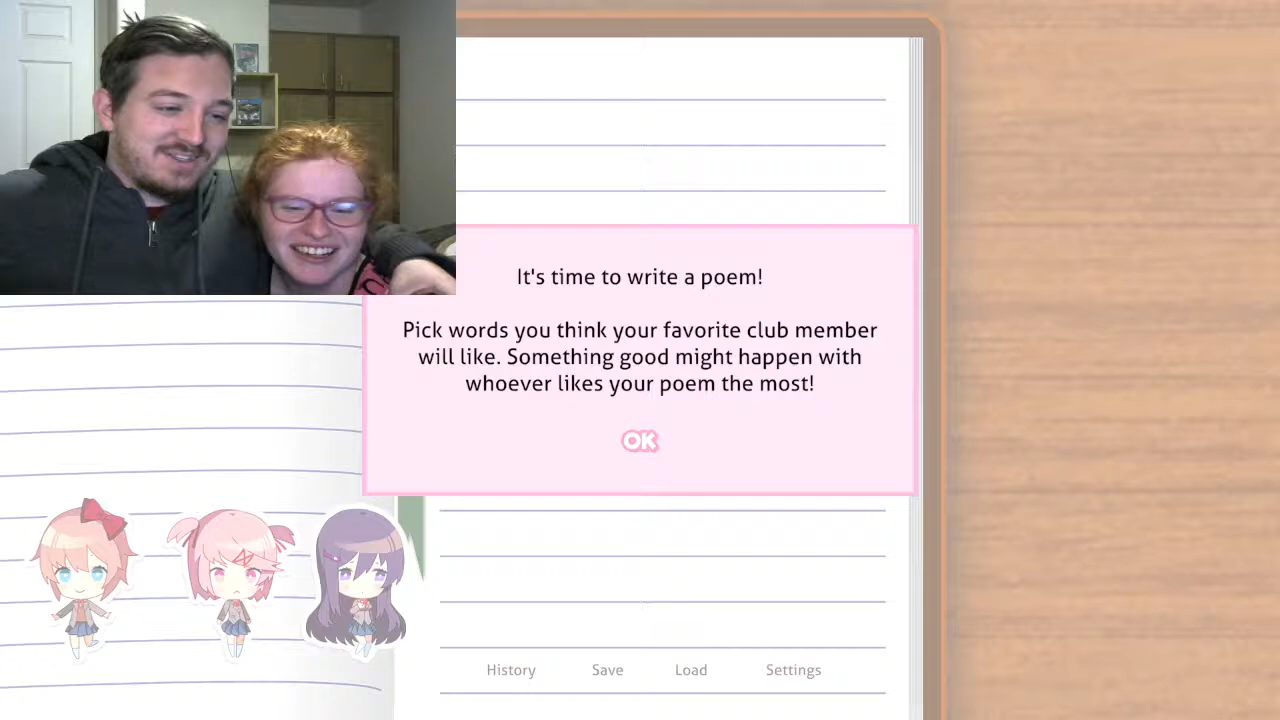 It's time to write a poem!
Pick words you think your favorite club member
will like. Something good might happen with
whoever likes your poem the most!
OK
History Save Load Settings